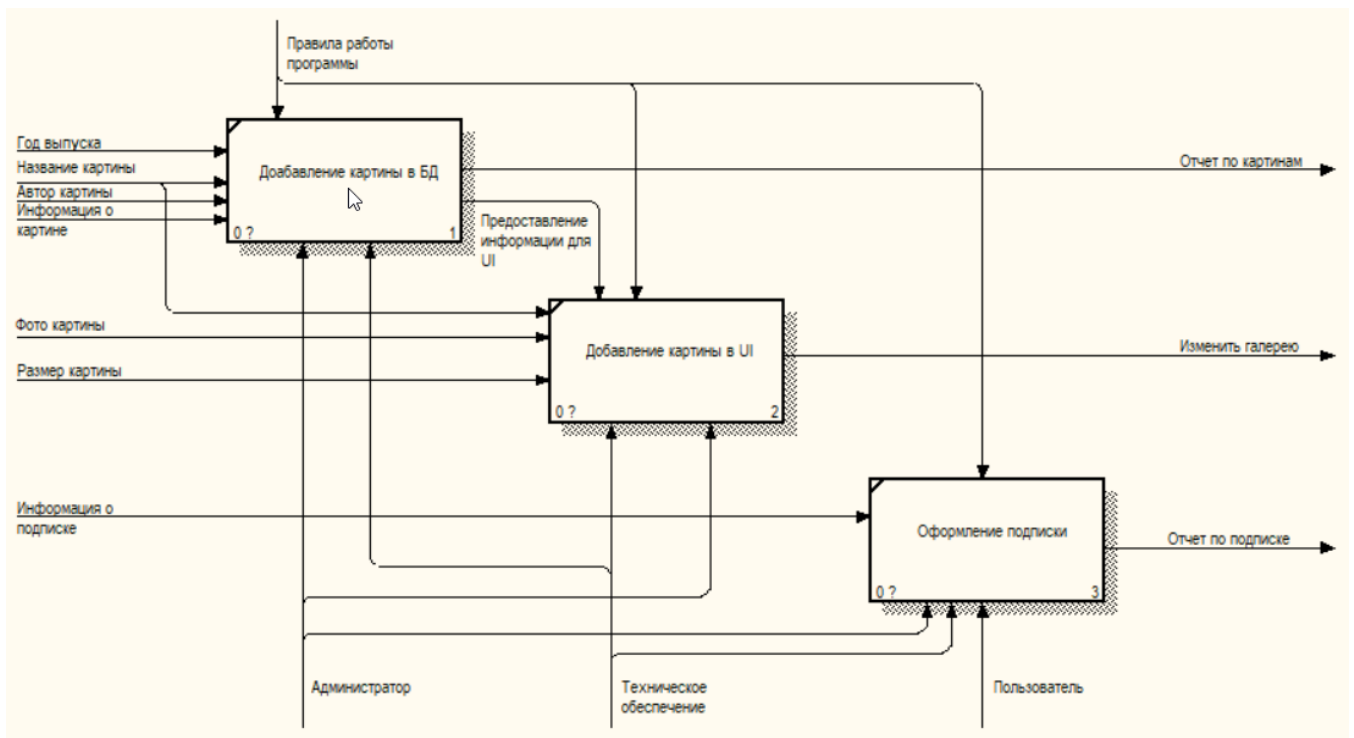 Правила работы
программы
Год выпуска
Название картины
Автор картины
Информация о
картине
Доабавление картины в БД
0 ?
1
Отчет по картинам
Предоставление
информации для
UI
Фото картины
Размер картины
Добавление картины в UI
0 ?
2
Изменить галерею
Информация о
подписке
Оформление подписки
0 ?
3
Отчет по подписке
Администратор
Техническое
обеспечение
Пользователь